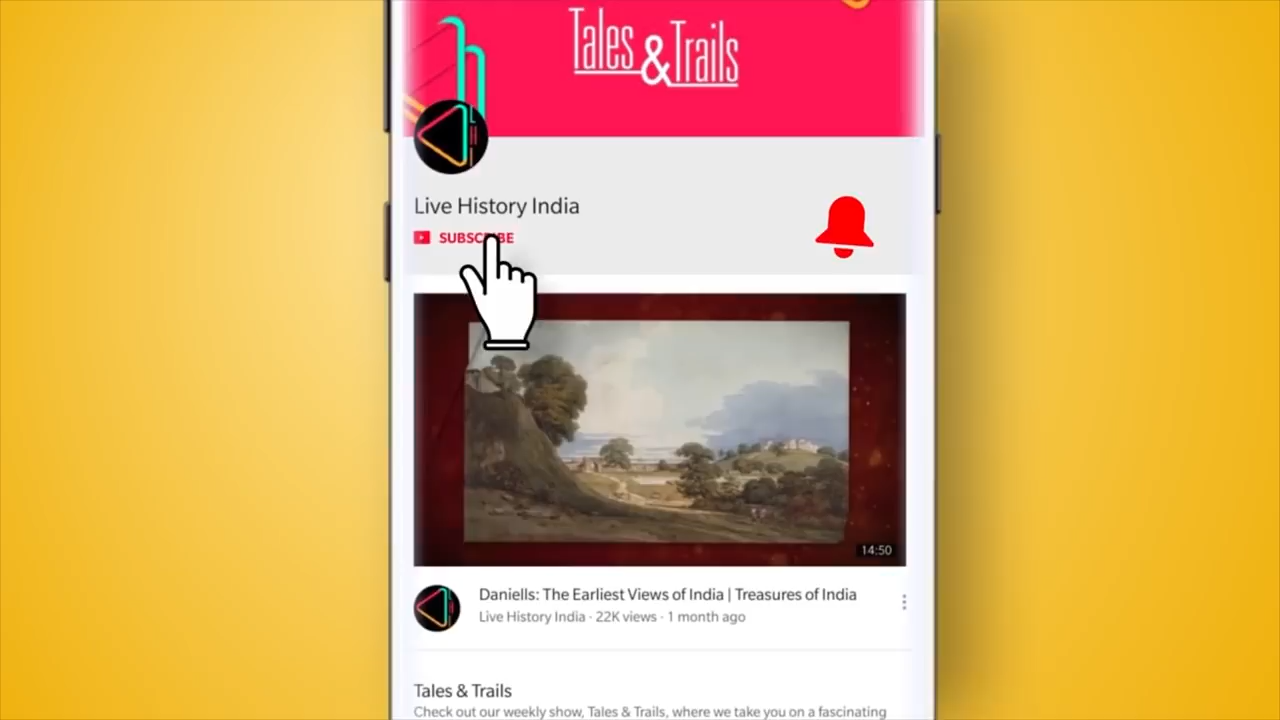 Tales & Trails
Live History India
SUBSCRIBE
14:50
Daniells: The Earliest Views of India | Treasures of India
Live History India · 22K views · 1 month ago
Tales & Trails
Check out our weekly show, Tales & Trails, where we take you on a fascinating